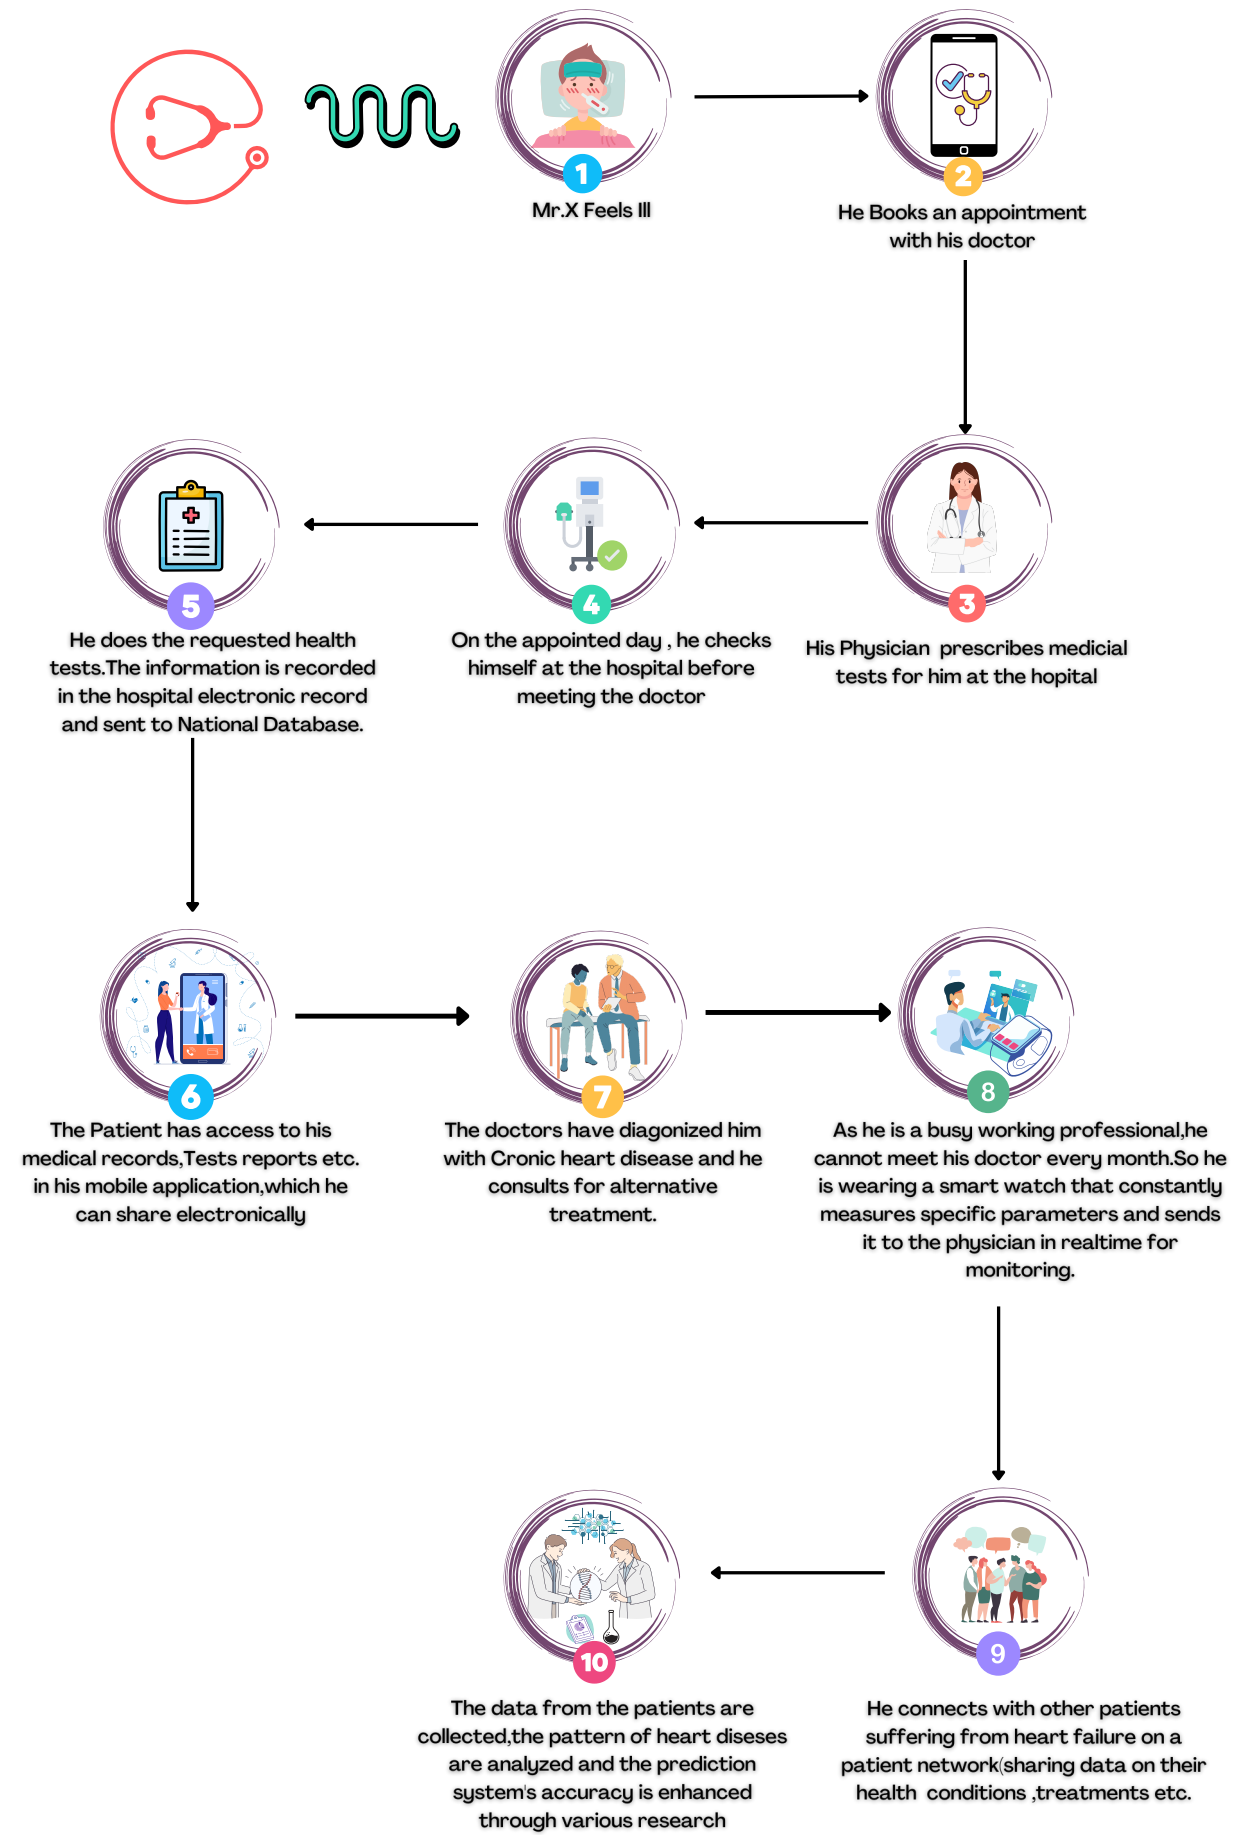 1
Mr.X Feels Ill
2
He Books an appointment
with his doctor
3
His Physician prescribes medicial
tests for him at the hopital
4
On the appointed day , he checks
himself at the hospital before
meeting the doctor
5
He does the requested health
tests.The information is recorded
in the hospital electronic record
and sent to National Database.
6
The Patient has access to his
medical records,Tests reports etc.
in his mobile application,which he
can share electronically
7
The doctors have diagonized him
with Cronic heart disease and he
consults for alternative
treatment.
8
As he is a busy working professional,he
cannot meet his doctor every month.So he
is wearing a smart watch that constantly
measures specific parameters and sends
it to the physician in realtime for
monitoring.
9
He connects with other patients
suffering from heart failure on a
patient network(sharing data on their
health conditions ,treatments etc.
10
The data from the patients are
collected,the pattern of heart diseses
are analyzed and the prediction
system's accuracy is enhanced
through various research